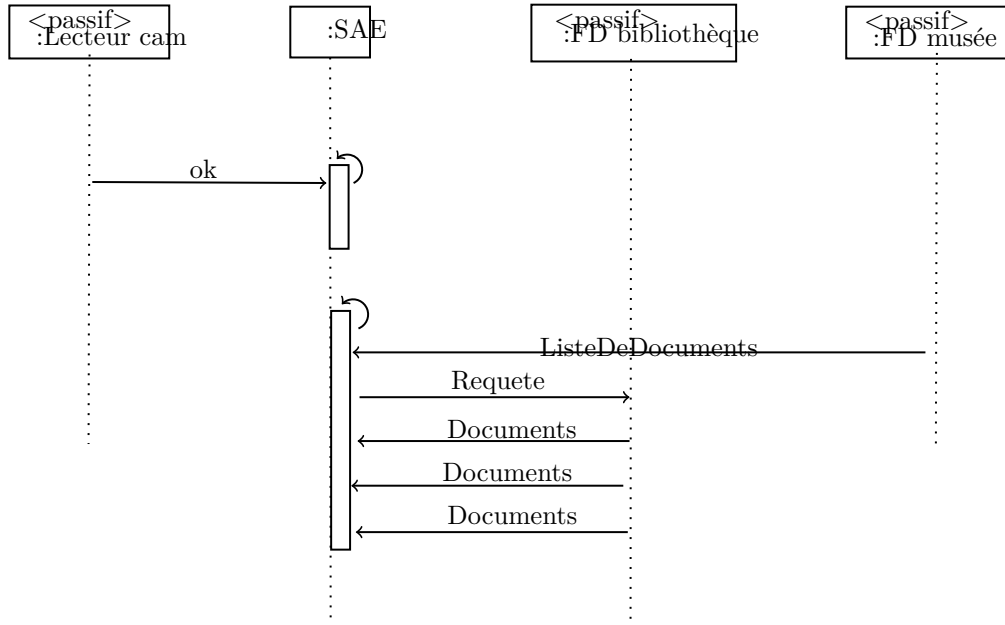 <passif>
:Lecteur cam
:SAE
<passif>
:FD bibliothèque
<passif>
:FD musée
ok
ListeDeDocuments
Requete
Documents
Documents
Documents